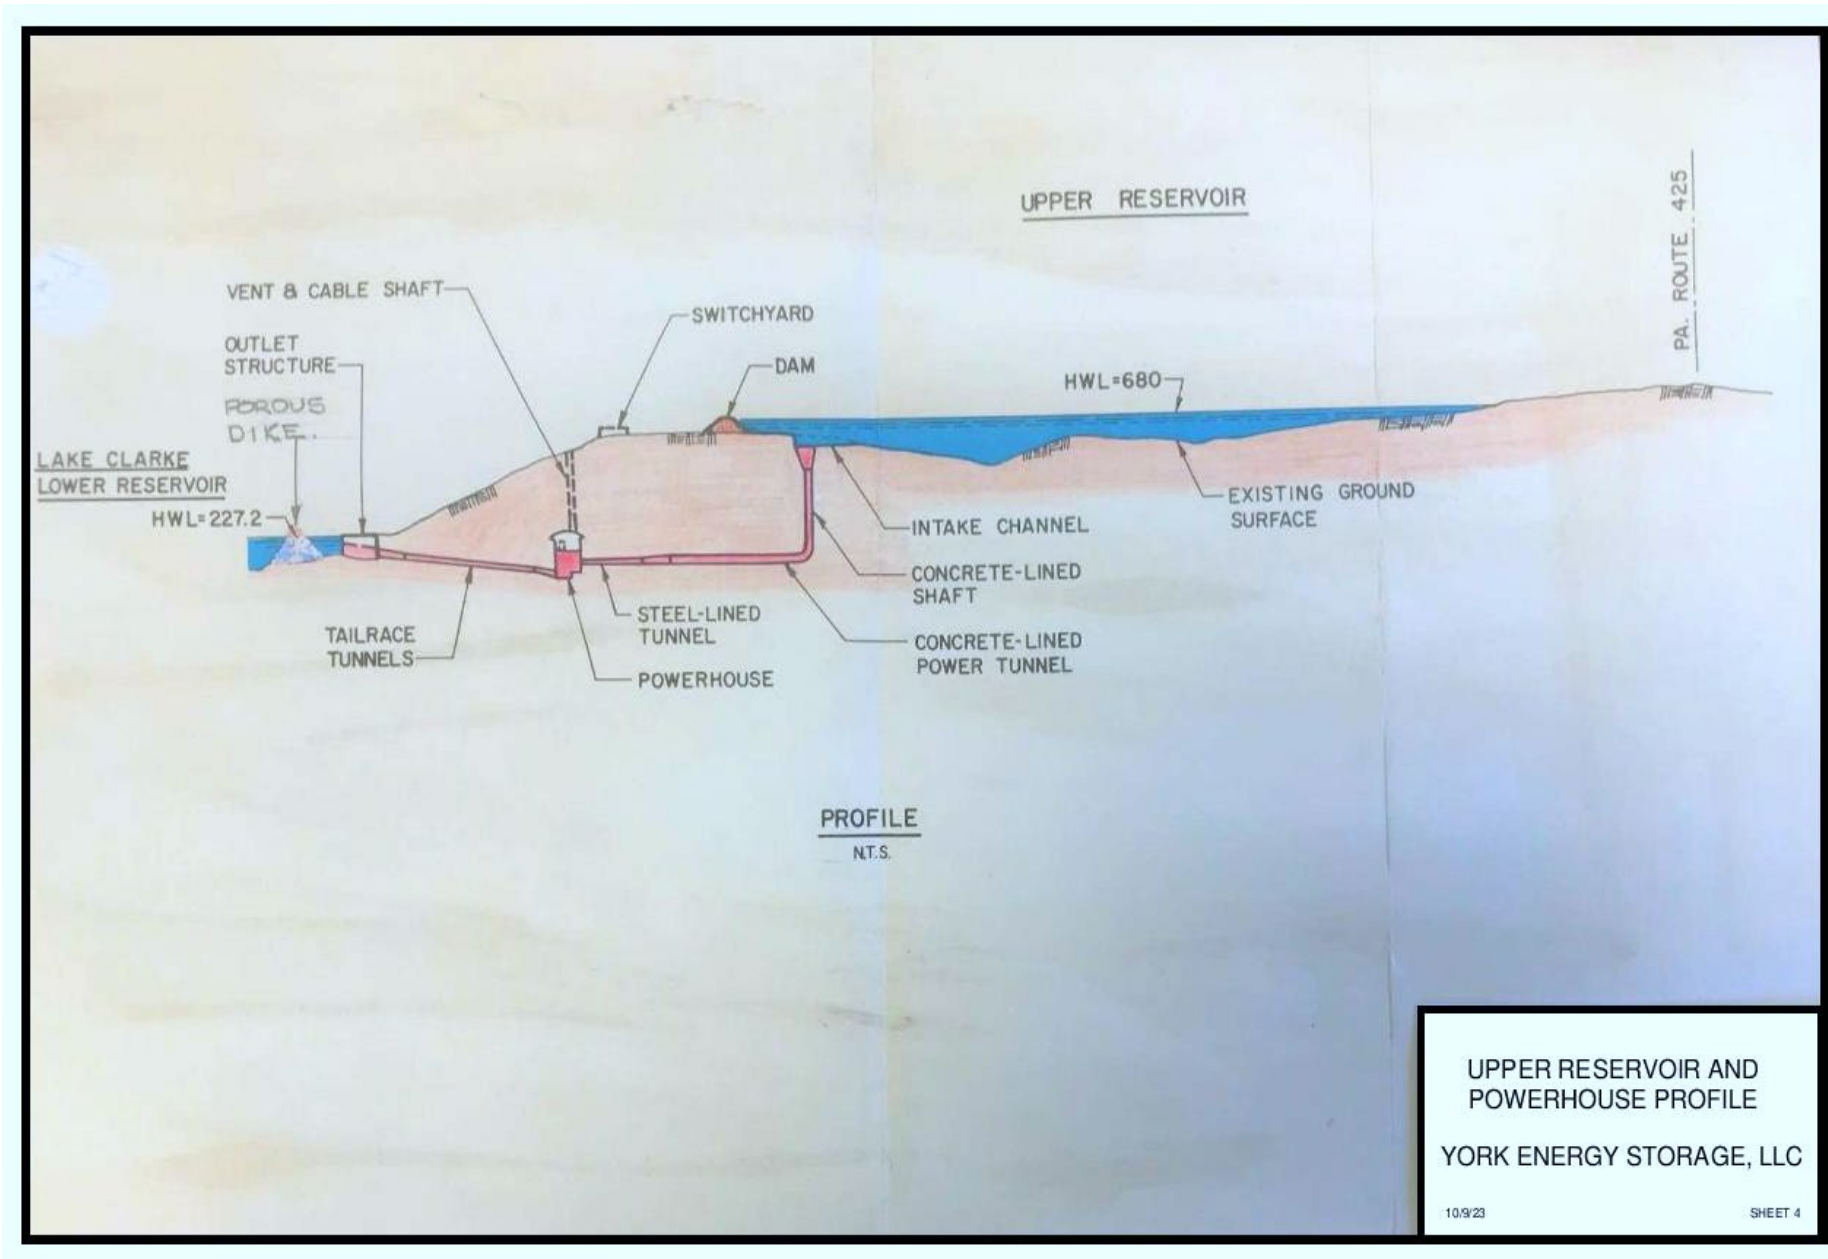 UPPER RESERVOIR
PA. ROUTE 425
VENT & CABLE SHAFT
SWITCHYARD
OUTLET
STRUCTURE
DAM
HWL=680
POROUS
DIKE.
LAKE CLARKE
LOWER RESERVOIR
HWL=227.2
EXISTING GROUND
SURFACE
INTAKE CHANNEL
CONCRETE-LINED
SHAFT
STEEL-LINED
TUNNEL
TAILRACE
TUNNELS
CONCRETE-LINED
POWER TUNNEL
POWERHOUSE
PROFILE
N.T.S.
UPPER RESERVOIR AND
POWERHOUSE PROFILE
YORK ENERGY STORAGE, LLC
10/9/23
SHEET 4